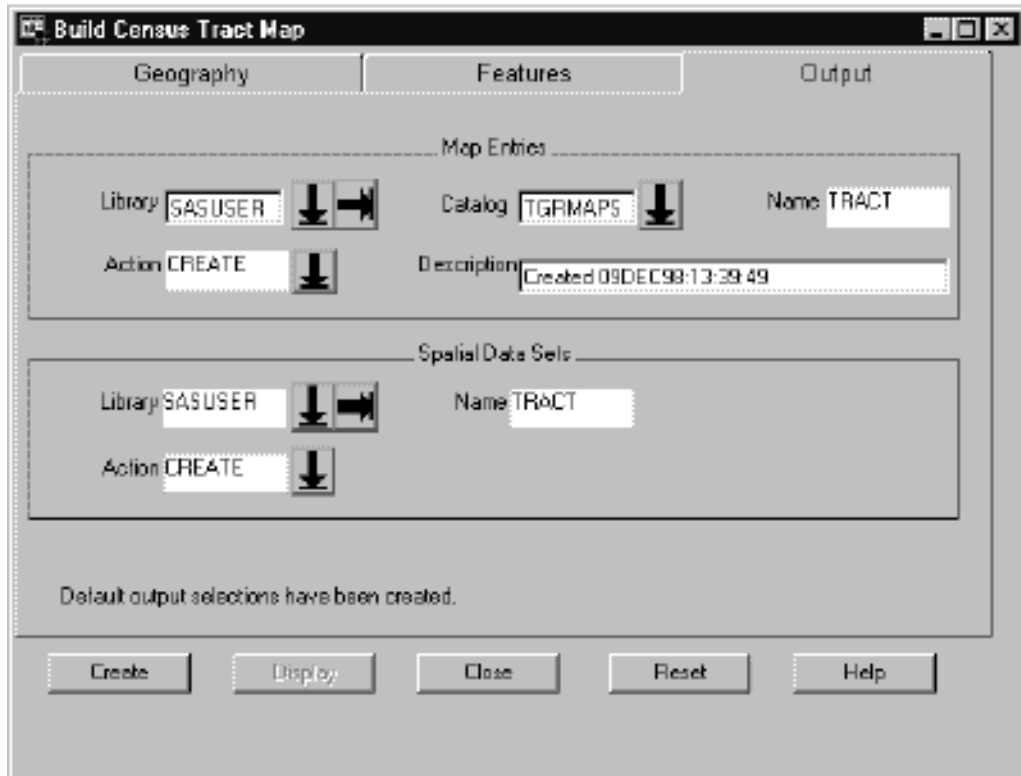 Build Census Tract Map
Geography Features Output
Map Entries
Library SASUSER Catalog TGRMAPS Name TRACT
Action CREATE Description Created 09DEC98:13:39:49
Spatial Data Sets
Library SASUSER Name TRACT
Action CREATE
Default output selections have been created.
Create Display Close Reset Help